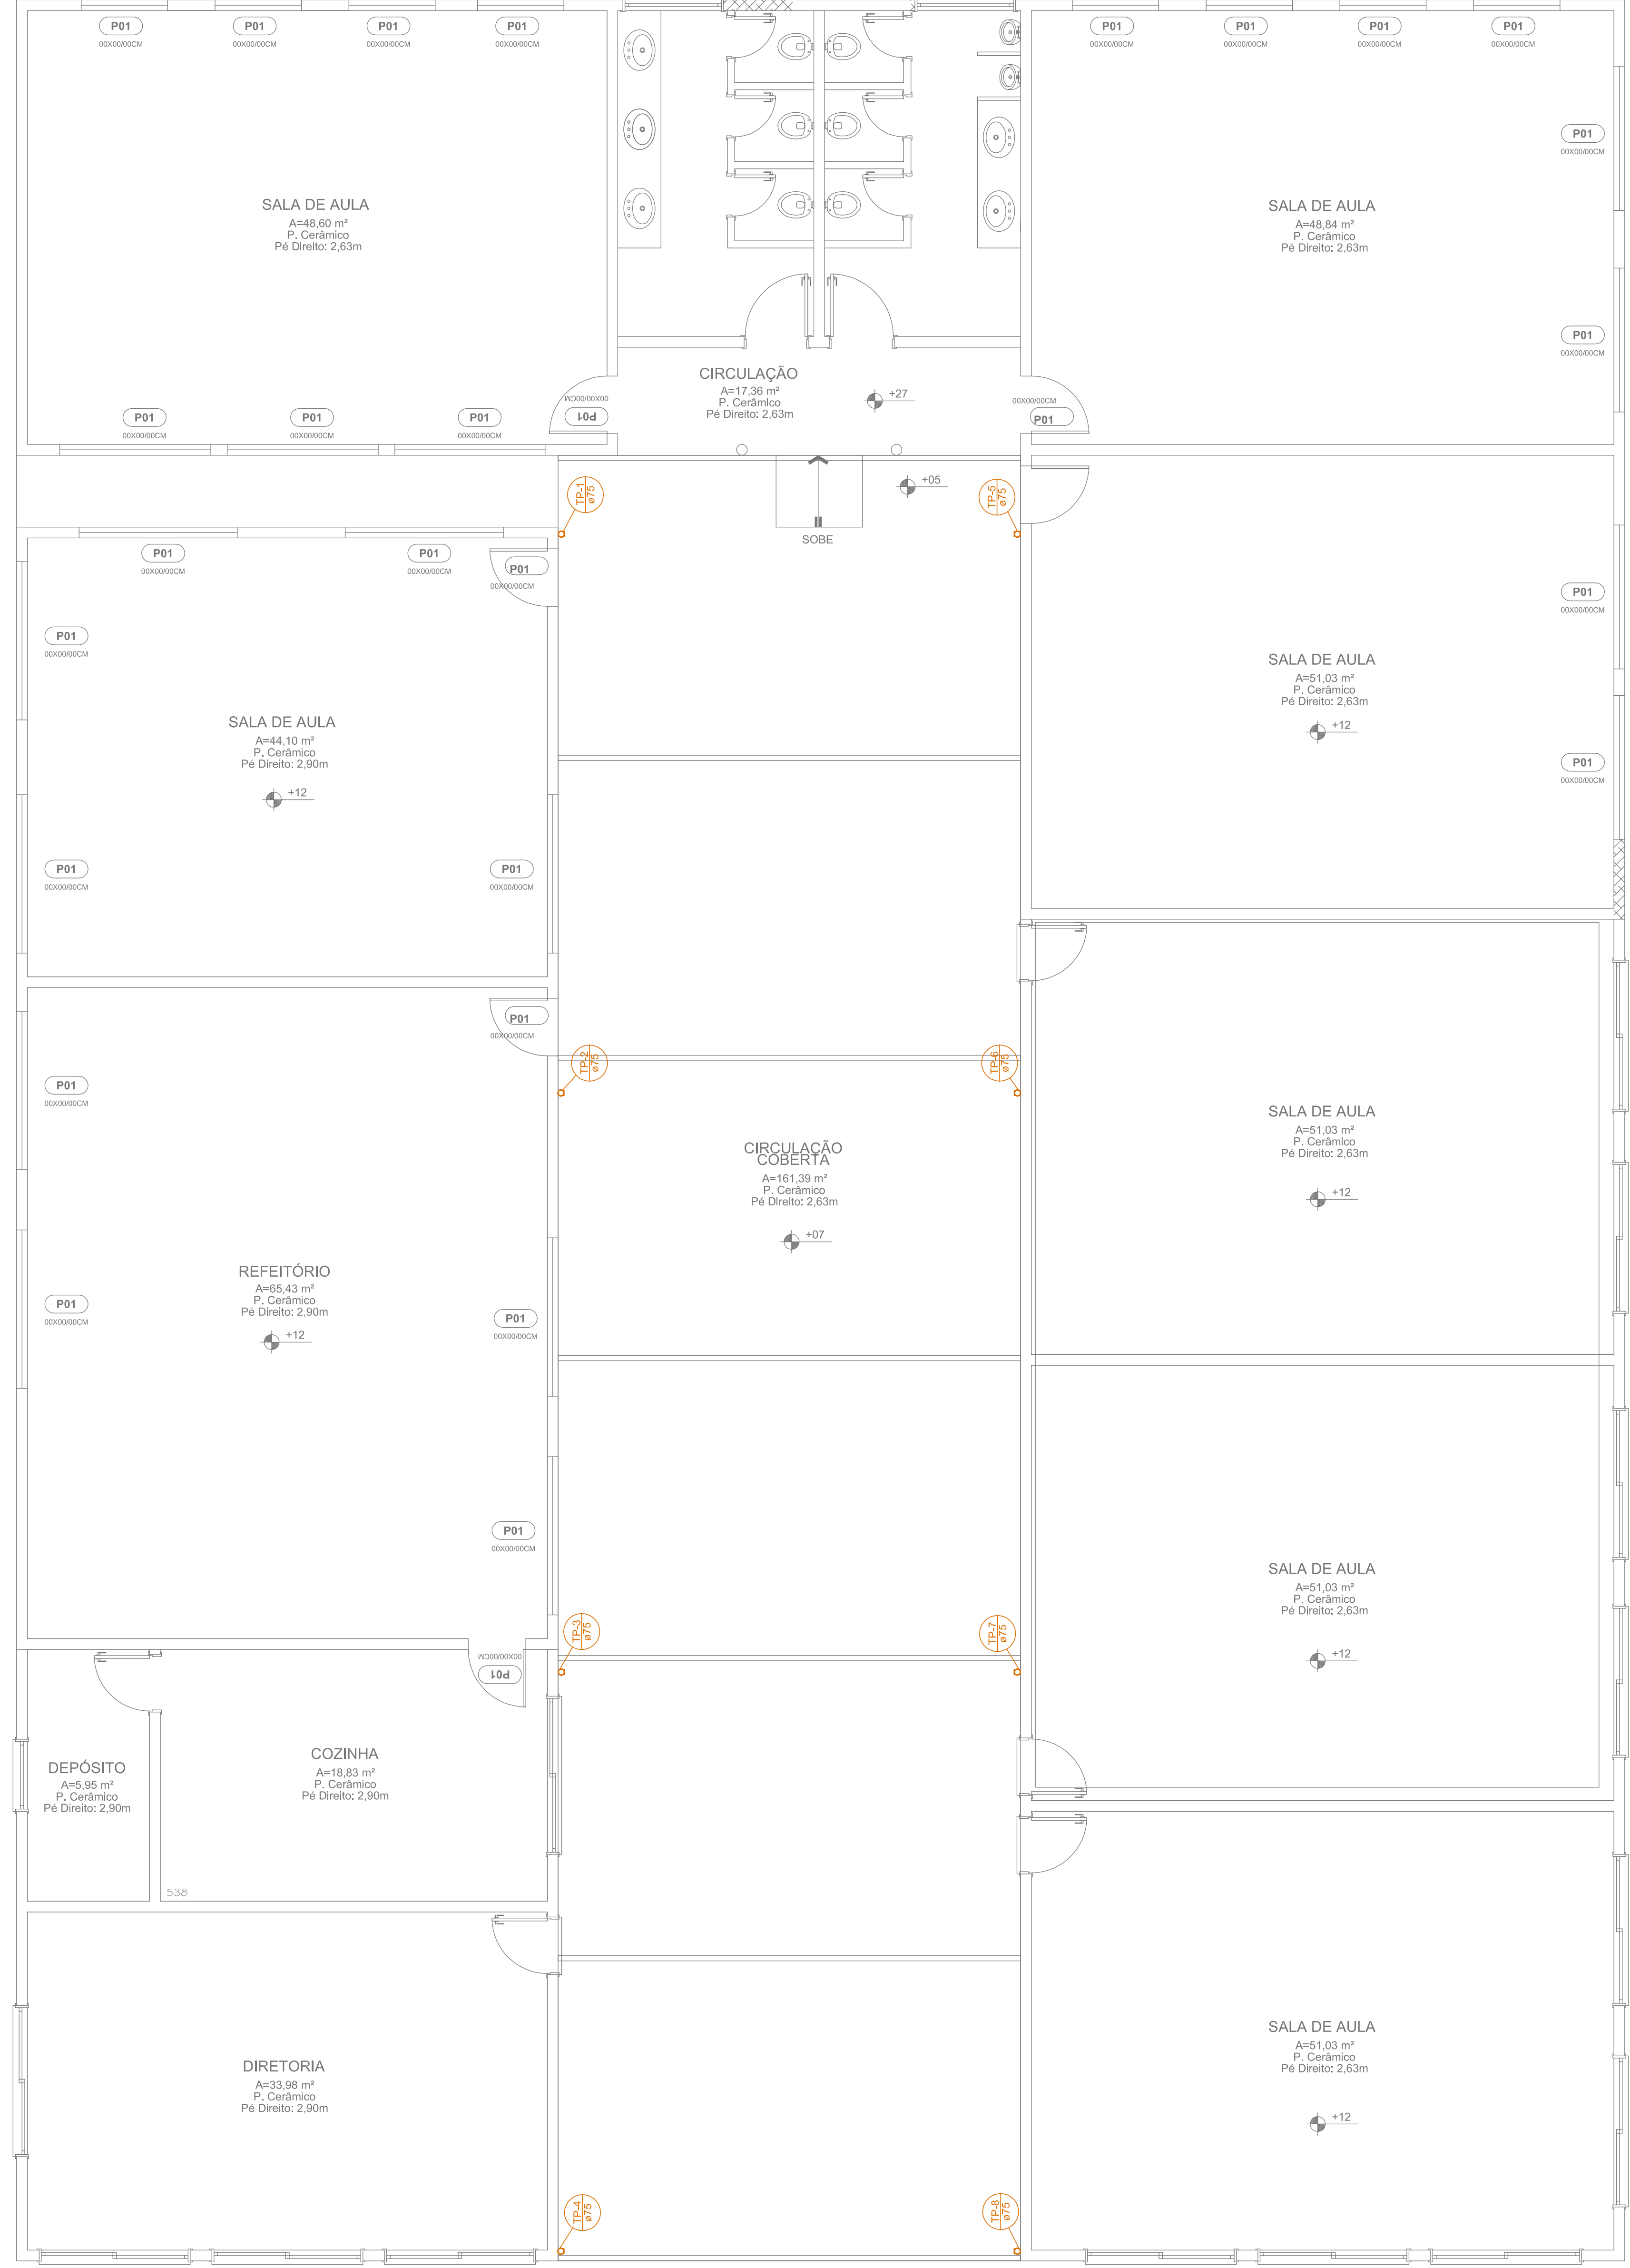 P01
00X00/00CM
P01
00X00/00CM
P01
00X00/00CM
P01
00X00/00CM
P01
00X00/00CM
P01
00X00/00CM
P01
00X00/00CM
P01
00X00/00CM
P01
00X00/00CM
SALA DE AULA
A=48,60 m²
P. Cerâmico
Pé Direito: 2,63m
SALA DE AULA
A=48,84 m²
P. Cerâmico
Pé Direito: 2,63m
P01
00X00/00CM
CIRCULAÇÃO
A=17,36 m²
P. Cerâmico
Pé Direito: 2,63m
+27
P01
00X00/00CM
P01
00X00/00CM
P01
00X00/00CM
00X00/00CM
P01
00X00/00CM
P01
TP-1
ø75
+05
TP-5
ø75
SOBE
P01
00X00/00CM
P01
00X00/00CM
P01
00X00/00CM
P01
00X00/00CM
P01
00X00/00CM
SALA DE AULA
A=51,03 m²
P. Cerâmico
Pé Direito: 2,63m
+12
SALA DE AULA
A=44,10 m²
P. Cerâmico
Pé Direito: 2,90m
+12
P01
00X00/00CM
P01
00X00/00CM
P01
00X00/00CM
P01
00X00/00CM
TP-2
ø75
TP-6
ø75
P01
00X00/00CM
SALA DE AULA
A=51,03 m²
P. Cerâmico
Pé Direito: 2,63m
+12
CIRCULAÇÃO
COBERTA
A=161,39 m²
P. Cerâmico
Pé Direito: 2,63m
+07
REFEITÓRIO
A=65,43 m²
P. Cerâmico
Pé Direito: 2,90m
+12
P01
00X00/00CM
P01
00X00/00CM
P01
00X00/00CM
SALA DE AULA
A=51,03 m²
P. Cerâmico
Pé Direito: 2,63m
+12
TP-3
ø75
TP-7
ø75
00X00/00CM
P01
COZINHA
A=18,83 m²
P. Cerâmico
Pé Direito: 2,90m
DEPÓSITO
A=5,95 m²
P. Cerâmico
Pé Direito: 2,90m
538
SALA DE AULA
A=51,03 m²
P. Cerâmico
Pé Direito: 2,63m
+12
DIRETORIA
A=33,98 m²
P. Cerâmico
Pé Direito: 2,90m
TP-4
ø75
TP-8
ø75